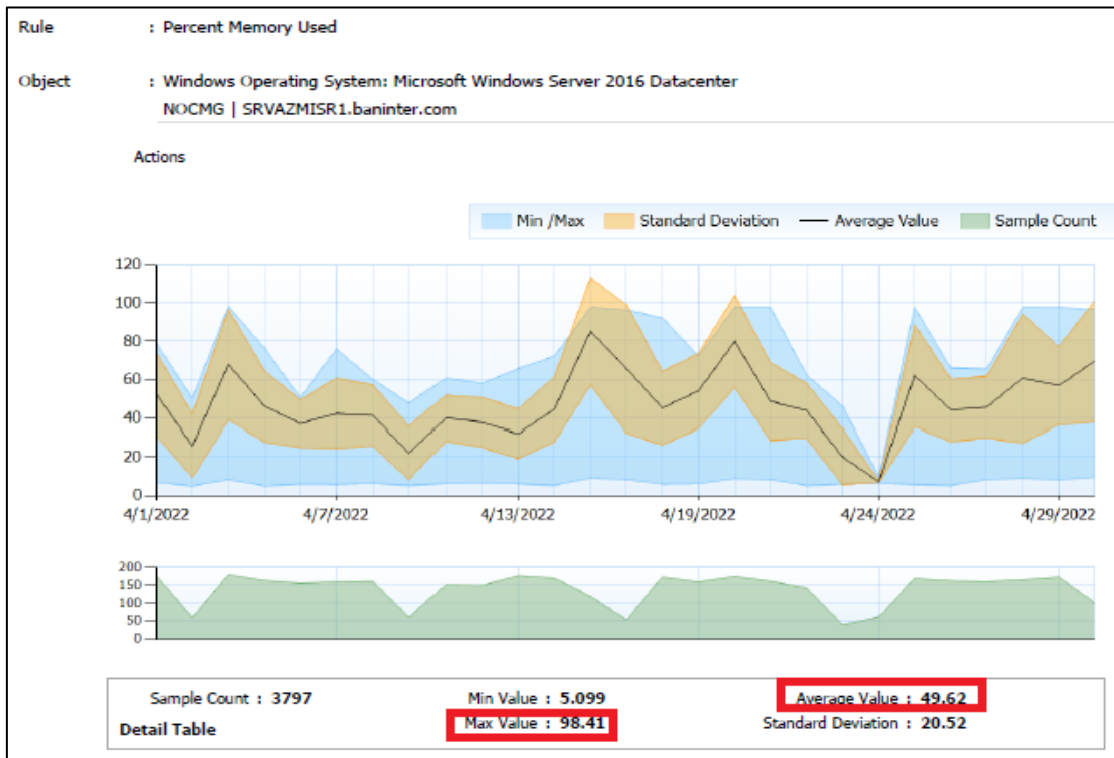 Rule : Percent Memory Used
Object : Windows Operating System: Microsoft Windows Server 2016 Datacenter
NOCMG | SRVAZMISR1.baninter.com
Actions
Min /Max Standard Deviation Average Value Sample Count
120
100
80
60
40
20
0
4/1/2022 4/7/2022 4/13/2022 4/19/2022 4/24/2022 4/29/2022
200
150
100
50
0
Sample Count : 3797 Min Value : 5.099 Average Value : 49.62
Detail Table Max Value : 98.41 Standard Deviation : 20.52